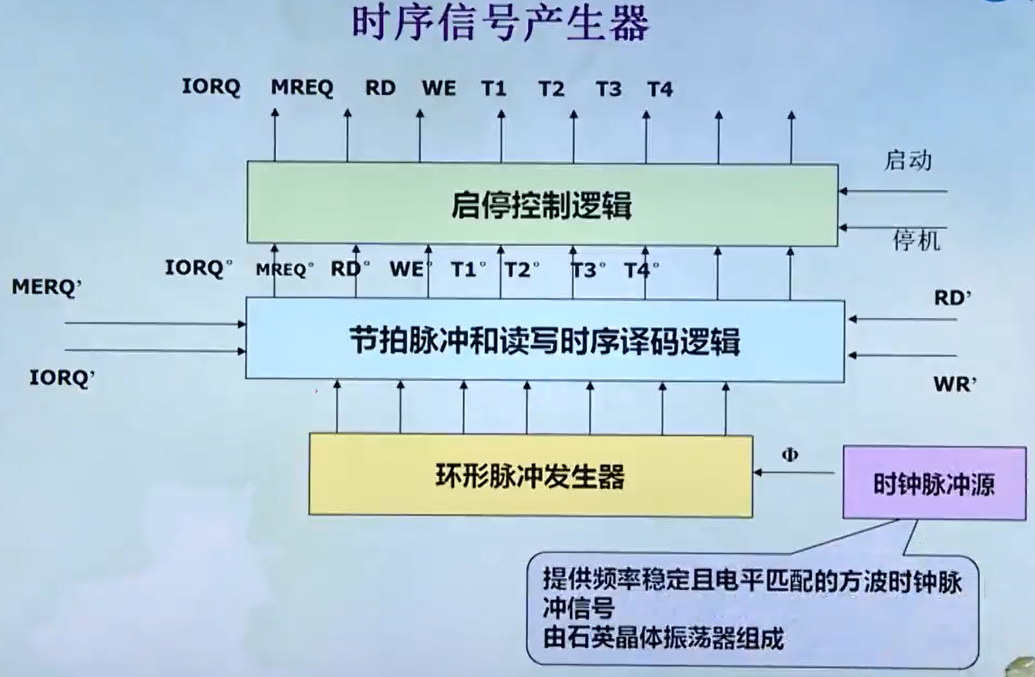 时序信号产生器
IORQ MREQ RD WE T1 T2 T3 T4
启动
启停控制逻辑
停机
IORQ° MREQ° RD° WE° T1° T2° T3° T4°
MERQ’
RD’
节拍脉冲和读写时序译码逻辑
IORQ’
WR’
Φ
环形脉冲发生器
时钟脉冲源
提供频率稳定且电平匹配的方波时钟脉
冲信号
由石英晶体振荡器组成